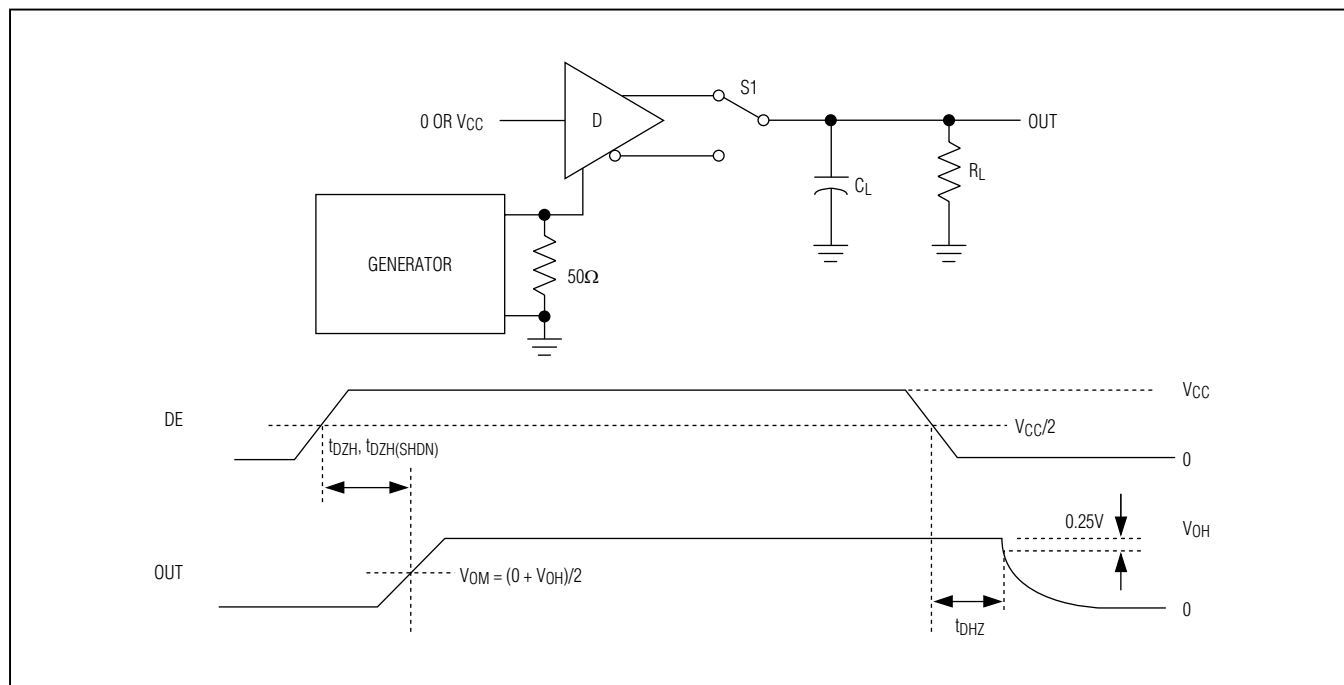 S1
0 OR VCC
D
OUT
CL
RL
GENERATOR
50Ω
DE
VCC
VCC/2
0
tDZH, tDZH(SHDN)
0.25V
VOH
OUT
VOM = (0 + VOH)/2
0
tDHZ